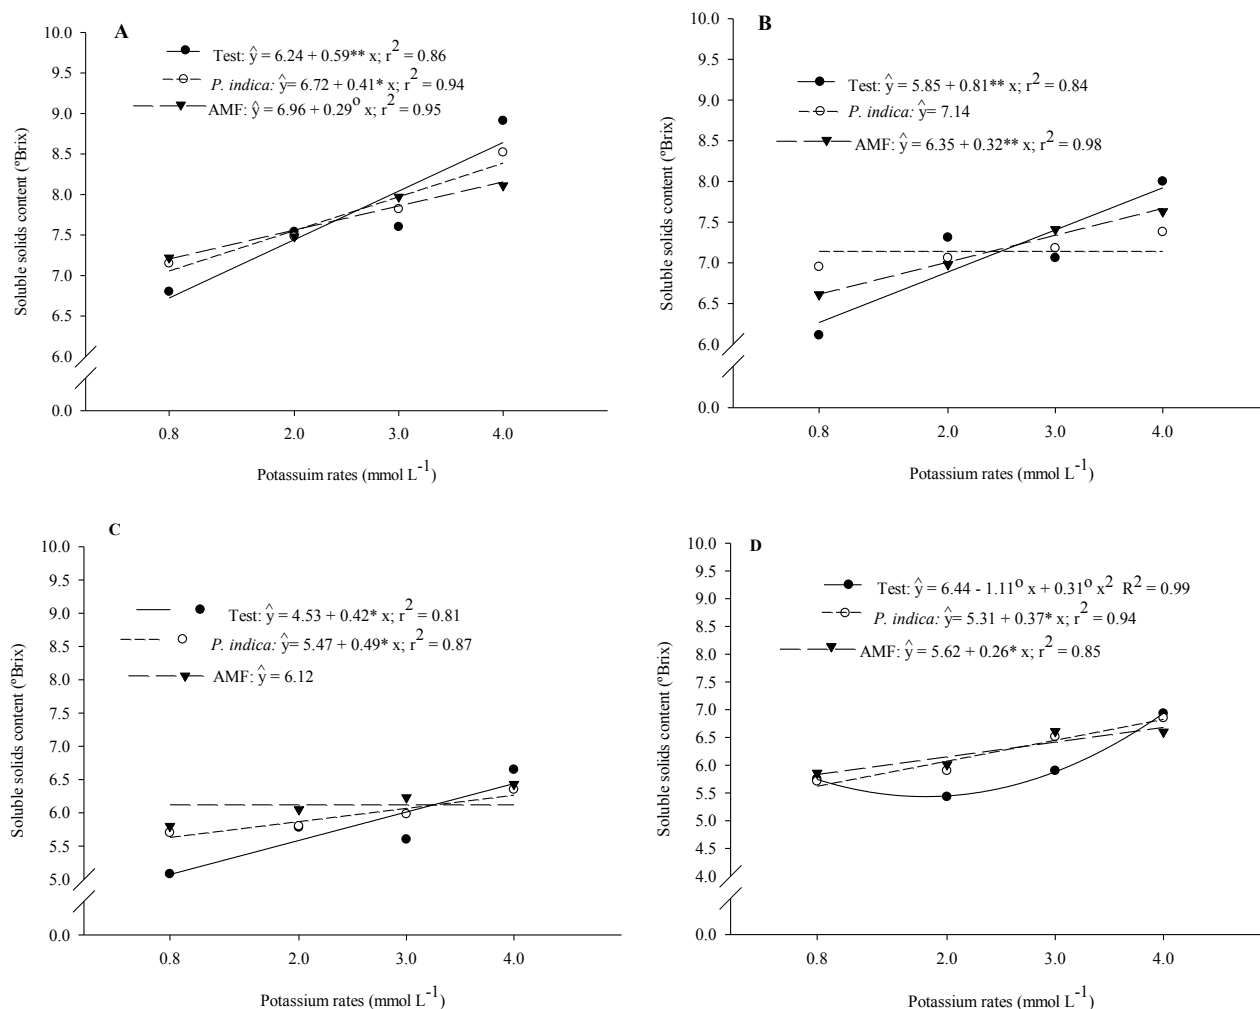 A
Test: ŷ = 6.24 + 0.59** x; r² = 0.86
P. indica: ŷ= 6.72 + 0.41* x; r² = 0.94
AMF: ŷ = 6.96 + 0.29º x; r² = 0.95
Soluble solids content (ºBrix)
10.0
9.5
9.0
8.5
8.0
7.5
7.0
6.5
6.0
0.0
0.8 2.0 3.0 4.0
Potassuim rates (mmol L⁻¹)
B
Test: ŷ = 5.85 + 0.81** x; r² = 0.84
P. indica: ŷ= 7.14
AMF: ŷ = 6.35 + 0.32** x; r² = 0.98
Soluble solids content (ºBrix)
10.0
9.5
9.0
8.5
8.0
7.5
7.0
6.5
6.0
0.0
0.8 2.0 3.0 4.0
Potassium rates (mmol L⁻¹)
C
Test: ŷ = 4.53 + 0.42* x; r² = 0.81
P. indica: ŷ= 5.47 + 0.49* x; r² = 0.87
AMF: ŷ = 6.12
Soluble solids content (ºBrix)
10.0
9.0
8.5
8.0
7.5
7.0
6.5
6.0
5.5
5.0
0.0
0.8 2.0 3.0 4.0
Potassium rates (mmol L⁻¹)
D
Test: ŷ = 6.44 - 1.11º x + 0.31º x² R² = 0.99
P. indica: ŷ= 5.31 + 0.37* x; r² = 0.94
AMF: ŷ = 5.62 + 0.26* x; r² = 0.85
Soluble solids content (ºBrix)
10.0
9.5
9.0
8.5
8.0
7.5
7.0
6.5
6.0
5.5
5.0
4.5
4.0
0.0
0.8 2.0 3.0 4.0
Potassium rates (mmol L⁻¹)